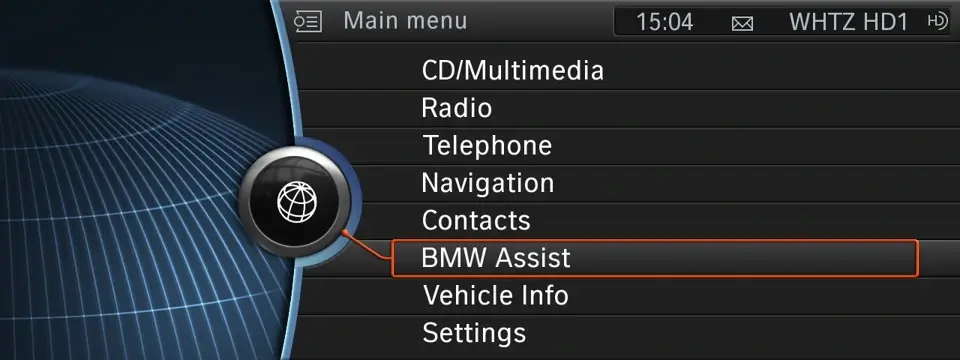 Main menu 15:04 WHTZ HD1 HD
CD/Multimedia
Radio
Telephone
Navigation
Contacts
BMW Assist
Vehicle Info
Settings